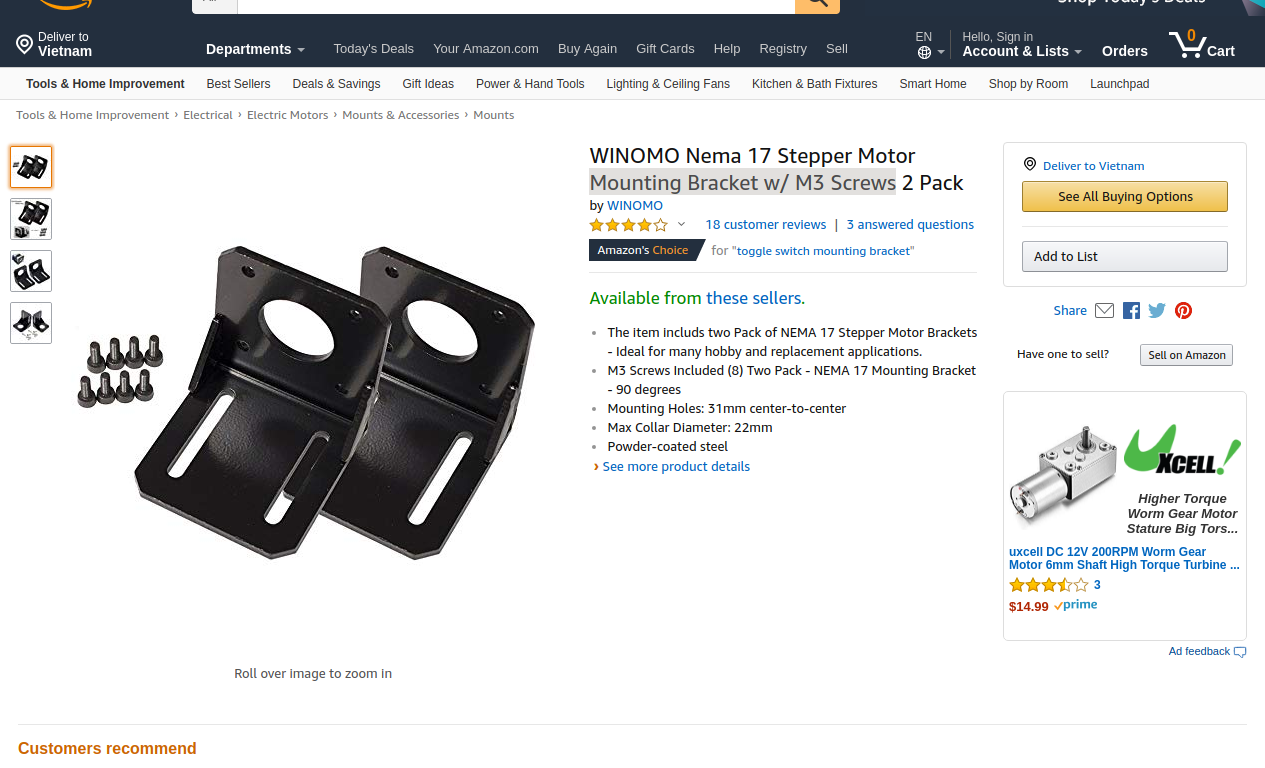 Deliver to
Vietnam
Departments
Today's Deals
Your Amazon.com
Buy Again
Gift Cards
Help
Registry
Sell
EN
Hello, Sign in
Account & Lists
Orders
0
Cart
Tools & Home Improvement
Best Sellers
Deals & Savings
Gift Ideas
Power & Hand Tools
Lighting & Ceiling Fans
Kitchen & Bath Fixtures
Smart Home
Shop by Room
Launchpad
Tools & Home Improvement › Electrical › Electric Motors › Mounts & Accessories › Mounts
WINOMO Nema 17 Stepper Motor
Mounting Bracket w/ M3 Screws 2 Pack
by WINOMO
18 customer reviews | 3 answered questions
Amazon's Choice for "toggle switch mounting bracket"
Available from these sellers.
The item includs two Pack of NEMA 17 Stepper Motor Brackets
- Ideal for many hobby and replacement applications.
M3 Screws Included (8) Two Pack - NEMA 17 Mounting Bracket
- 90 degrees
Mounting Holes: 31mm center-to-center
Max Collar Diameter: 22mm
Powder-coated steel
› See more product details
Roll over image to zoom in
Deliver to Vietnam
See All Buying Options
Add to List
Share
Have one to sell?
Sell on Amazon
UXCELL!
Higher Torque
Worm Gear Motor
Stature Big Tors...
uxcell DC 12V 200RPM Worm Gear
Motor 6mm Shaft High Torque Turbine ...
3
$14.99 prime
Ad feedback
Customers recommend